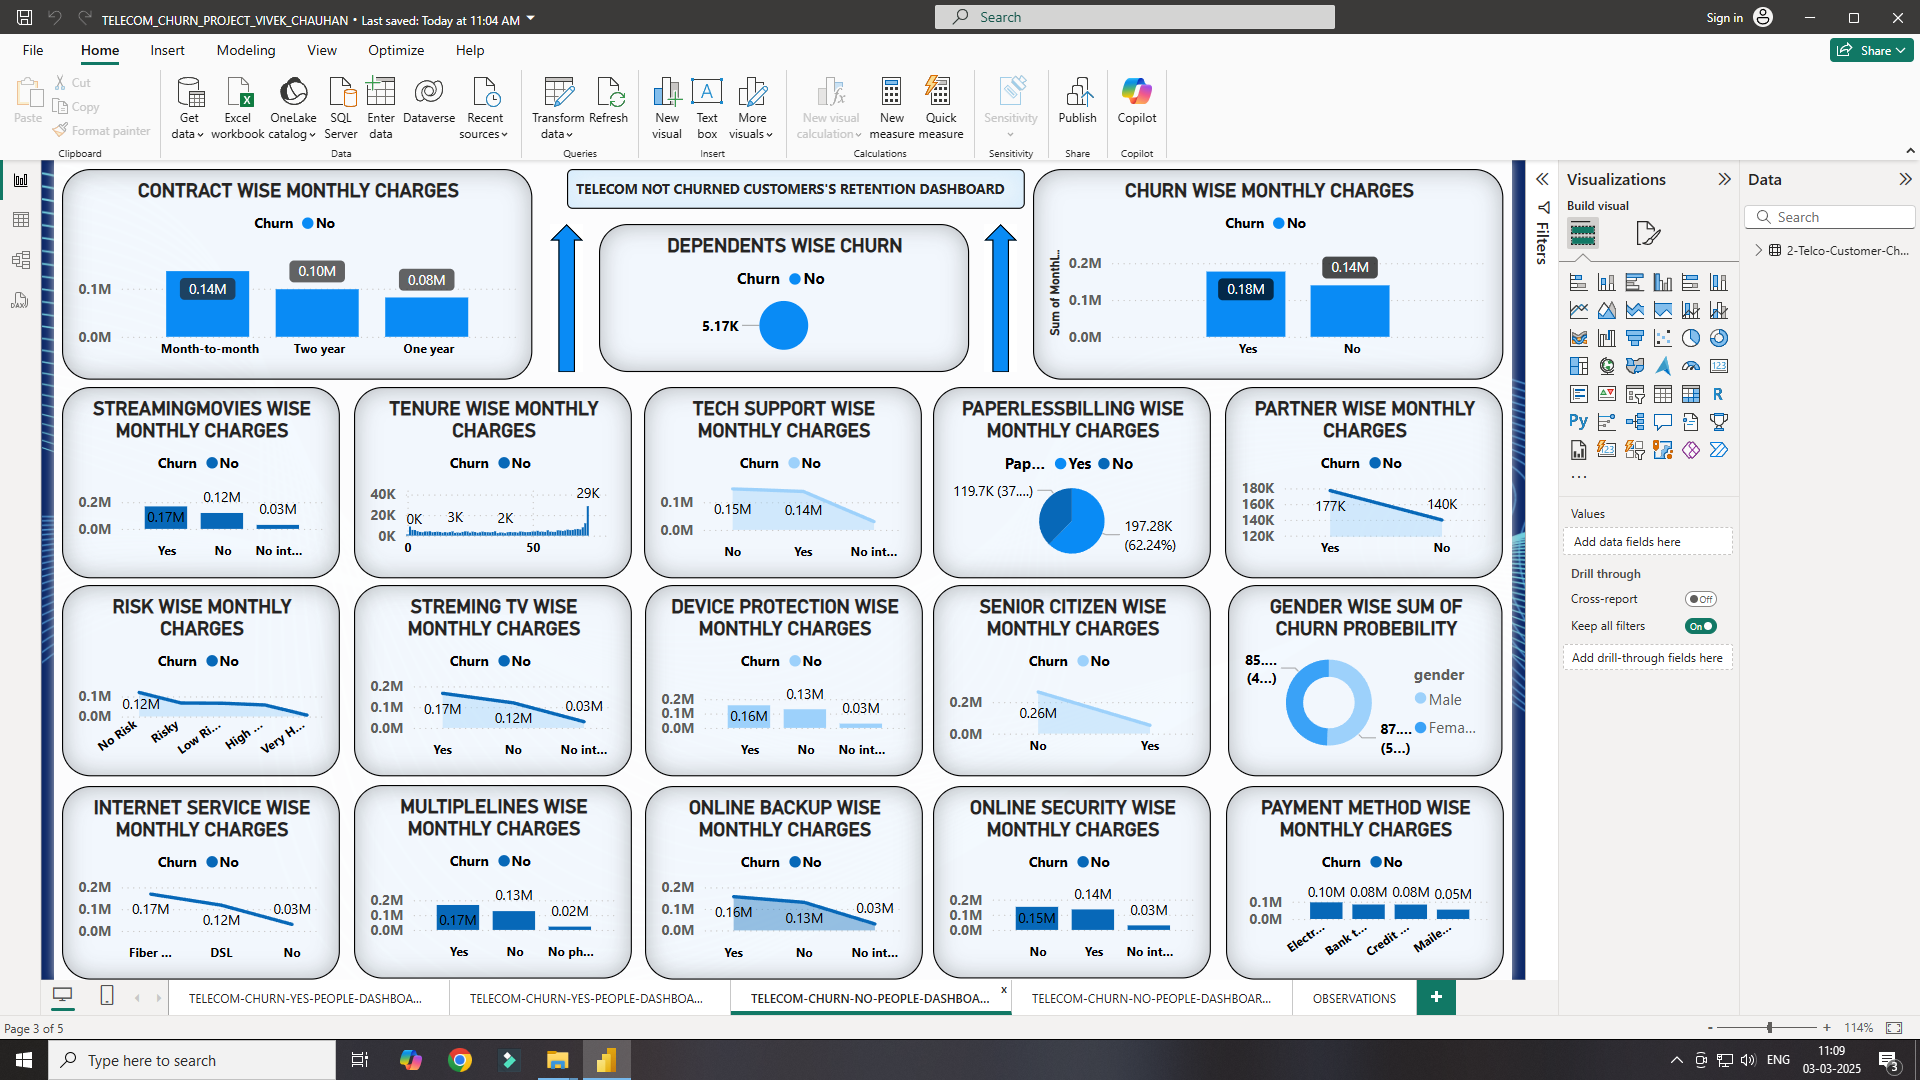 TELECOM_CHURN_PROJECT_VIVEK_CHAUHAN • Last saved: Today at 11:04 AM
Search
Sign in
File
Home
Insert
Modeling
View
Optimize
Help
Share
Paste
Cut
Copy
Format painter
Clipboard
Get data
Excel workbook
OneLake catalog
SQL Server
Enter data
Dataverse
Recent sources
Data
Transform data
Refresh
Queries
New visual
Text box
More visuals
Insert
New visual calculation
New measure
Quick measure
Calculations
Sensitivity
Sensitivity
Publish
Share
Copilot
Copilot
CONTRACT WISE MONTHLY CHARGES
Churn No
0.1M
0.0M
0.14M
0.10M
0.08M
Month-to-month
Two year
One year
TELECOM NOT CHURNED CUSTOMERS'S RETENTION DASHBOARD
DEPENDENTS WISE CHURN
Churn No
5.17K
CHURN WISE MONTHLY CHARGES
Churn No
Sum of Monthl...
0.2M
0.1M
0.0M
0.18M
0.14M
Yes
No
STREAMINGMOVIES WISE
MONTHLY CHARGES
Churn No
0.2M
0.0M
0.17M
0.12M
0.03M
Yes
No
No int...
TENURE WISE MONTHLY
CHARGES
Churn No
40K
20K
0K
0K
3K
2K
29K
0
50
TECH SUPPORT WISE
MONTHLY CHARGES
Churn No
0.1M
0.0M
0.15M
0.14M
No
Yes
No int...
PAPERLESSBILLING WISE
MONTHLY CHARGES
Pap... Yes No
119.7K (37....)
197.28K
(62.24%)
PARTNER WISE MONTHLY
CHARGES
Churn No
180K
160K
140K
120K
177K
140K
Yes
No
RISK WISE MONTHLY
CHARGES
Churn No
0.1M
0.0M
0.12M
No Risk
Risky
Low Ri...
High ...
Very H...
STREMING TV WISE
MONTHLY CHARGES
Churn No
0.2M
0.1M
0.0M
0.17M
0.12M
0.03M
Yes
No
No int...
DEVICE PROTECTION WISE
MONTHLY CHARGES
Churn No
0.2M
0.1M
0.0M
0.16M
0.13M
0.03M
Yes
No
No int...
SENIOR CITIZEN WISE
MONTHLY CHARGES
Churn No
0.2M
0.0M
0.26M
No
Yes
GENDER WISE SUM OF
CHURN PROBEBILITY
85....
(4...)
87....
(5...)
gender
Male
Fema...
INTERNET SERVICE WISE
MONTHLY CHARGES
Churn No
0.2M
0.1M
0.0M
0.17M
0.12M
0.03M
Fiber ...
DSL
No
MULTIPLELINES WISE
MONTHLY CHARGES
Churn No
0.2M
0.1M
0.0M
0.17M
0.13M
0.02M
Yes
No
No ph...
ONLINE BACKUP WISE
MONTHLY CHARGES
Churn No
0.2M
0.1M
0.0M
0.16M
0.13M
0.03M
Yes
No
No int...
ONLINE SECURITY WISE
MONTHLY CHARGES
Churn No
0.2M
0.1M
0.0M
0.15M
0.14M
0.03M
No
Yes
No int...
PAYMENT METHOD WISE
MONTHLY CHARGES
Churn No
0.1M
0.0M
0.10M
0.08M
0.08M
0.05M
Electr...
Bank t...
Credit ...
Maile...
Filters
Visualizations
Build visual
R
Py
123
123
...
Values
Add data fields here
Drill through
Cross-report
Off
Keep all filters
On
Add drill-through fields here
Data
Search
2-Telco-Customer-Ch...
TELECOM-CHURN-YES-PEOPLE-DASHBOA...
TELECOM-CHURN-YES-PEOPLE-DASHBOA...
TELECOM-CHURN-NO-PEOPLE-DASHBOA...
x
TELECOM-CHURN-NO-PEOPLE-DASHBOAR...
OBSERVATIONS
+
Page 3 of 5
- + 114%
Type here to search
ENG
11:09
03-03-2025
3